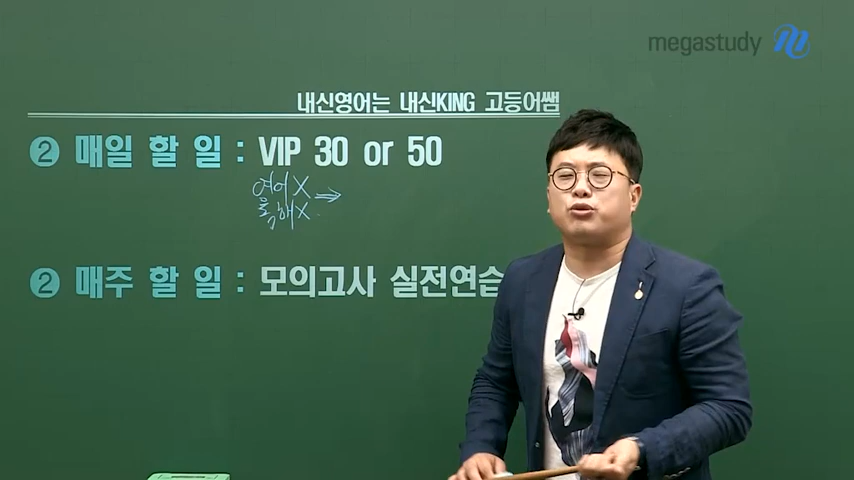 megastudy
내신영어는 내신KING 고등어쌤
② 매일 할 일 : VIP 30 or 50
영어 X →
독해 X
② 매주 할 일 : 모의고사 실전연습